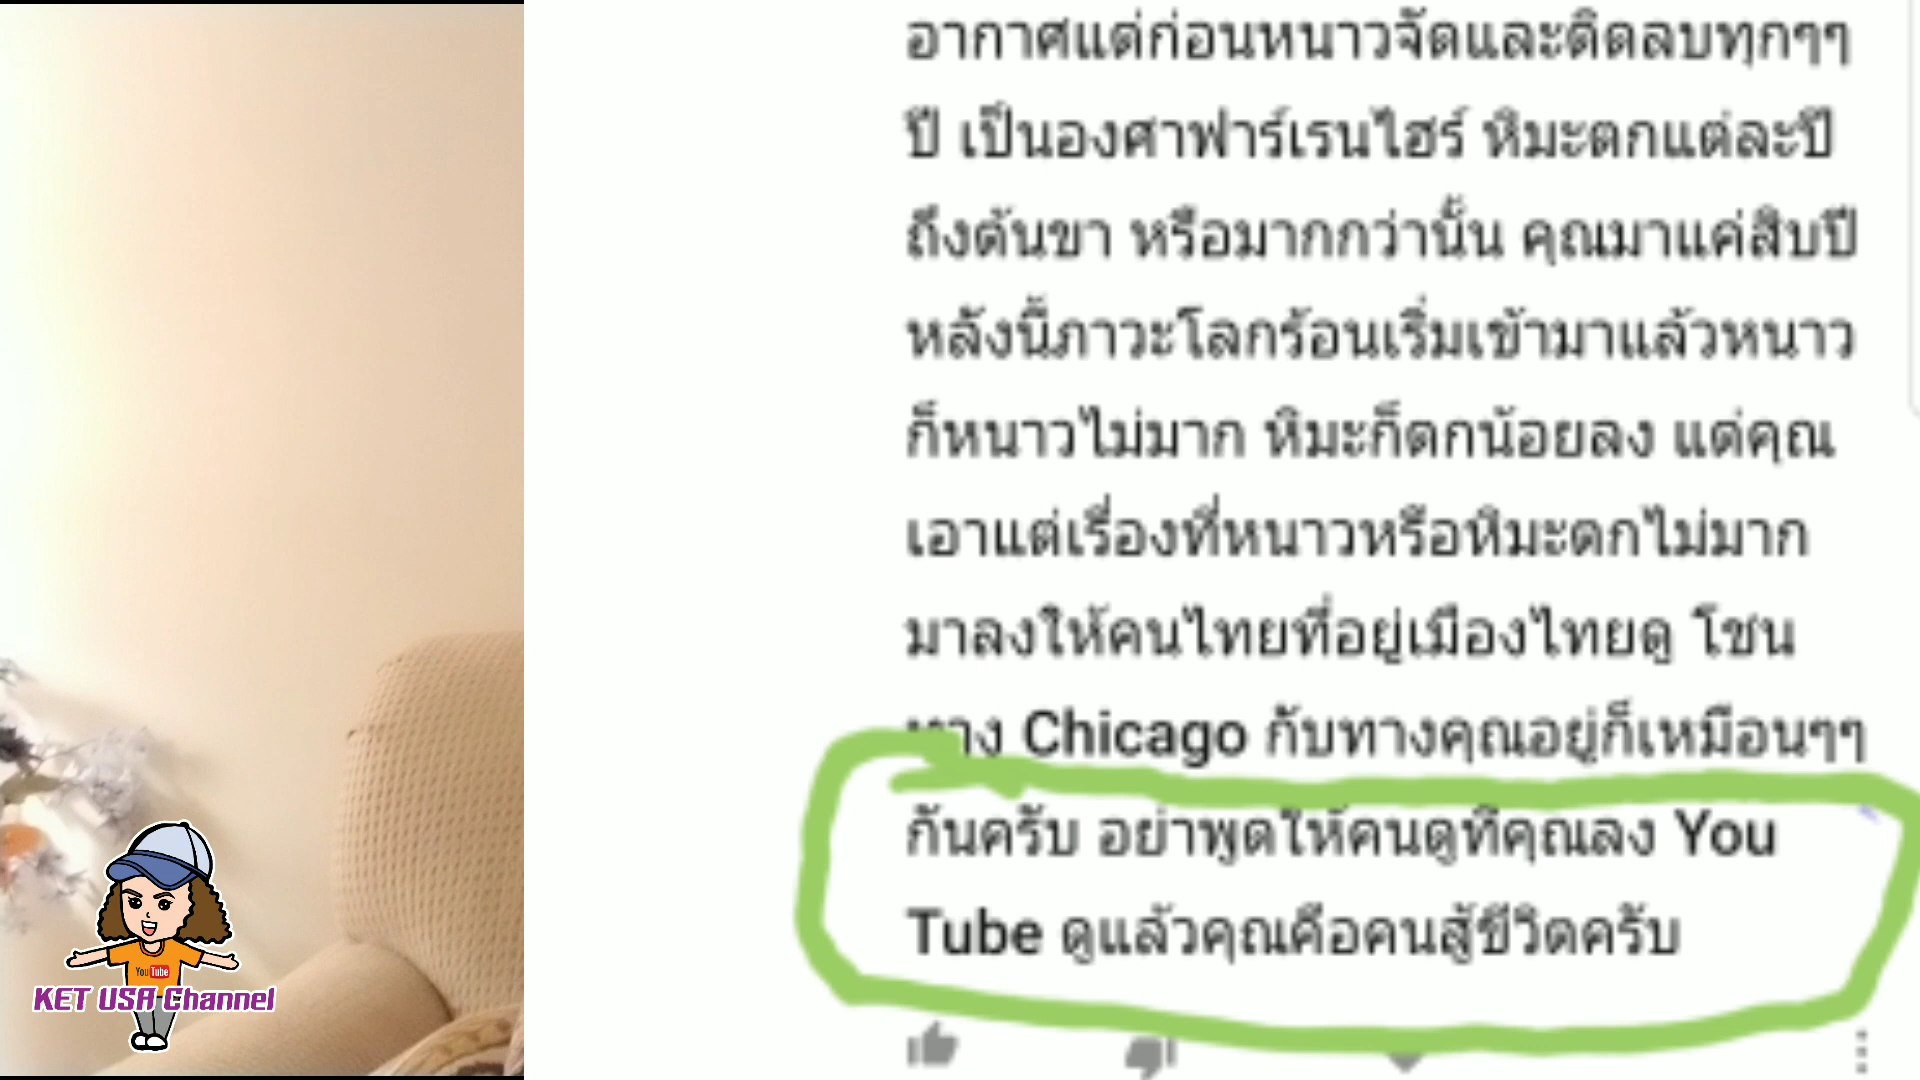 อากาศแต่ก่อนหนาวจัดและติดลบทุกๆๆ
ปี เป็นองศาฟาร์เรนไฮร์ หิมะตกแต่ละปี
ถึงต้นขา หรือมากกว่านั้น คุณมาแค่สิบปี
หลังนี้ภาวะโลกร้อนเริ่มเข้ามาแล้วหนาว
ก็หนาวไม่มาก หิมะก็ตกน้อยลง แต่คุณ
เอาแต่เรื่องที่หนาวหรือหิมะตกไม่มาก
มาลงให้คนไทยที่อยู่เมืองไทยดู โซน
ทาง Chicago กับทางคุณอยู่ก็เหมือนๆๆ
กันครับ อย่าพูดให้คนดูที่คุณลง You
Tube ดูแล้วคุณคือคนสู้ชีวิตครับ
YouTube
KET USA Channel